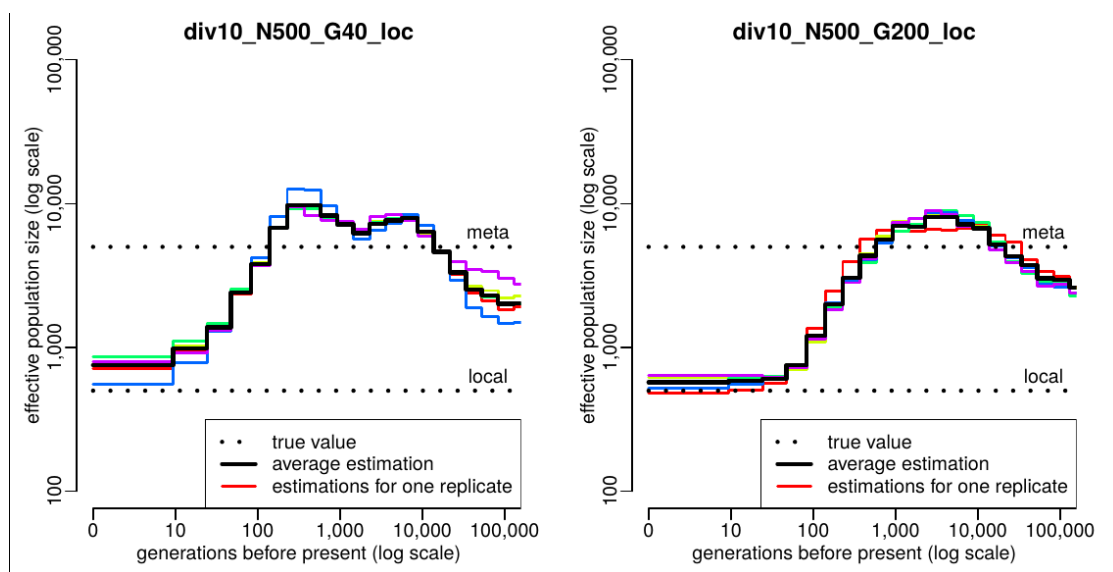 div10_N500_G40_loc
effective population size (log scale)
100,000
10,000
1,000
100
meta
local
true value
average estimation
estimations for one replicate
0 10 100 1,000 10,000 100,000
generations before present (log scale)
div10_N500_G200_loc
effective population size (log scale)
100,000
10,000
1,000
100
meta
local
true value
average estimation
estimations for one replicate
0 10 100 1,000 10,000 100,000
generations before present (log scale)